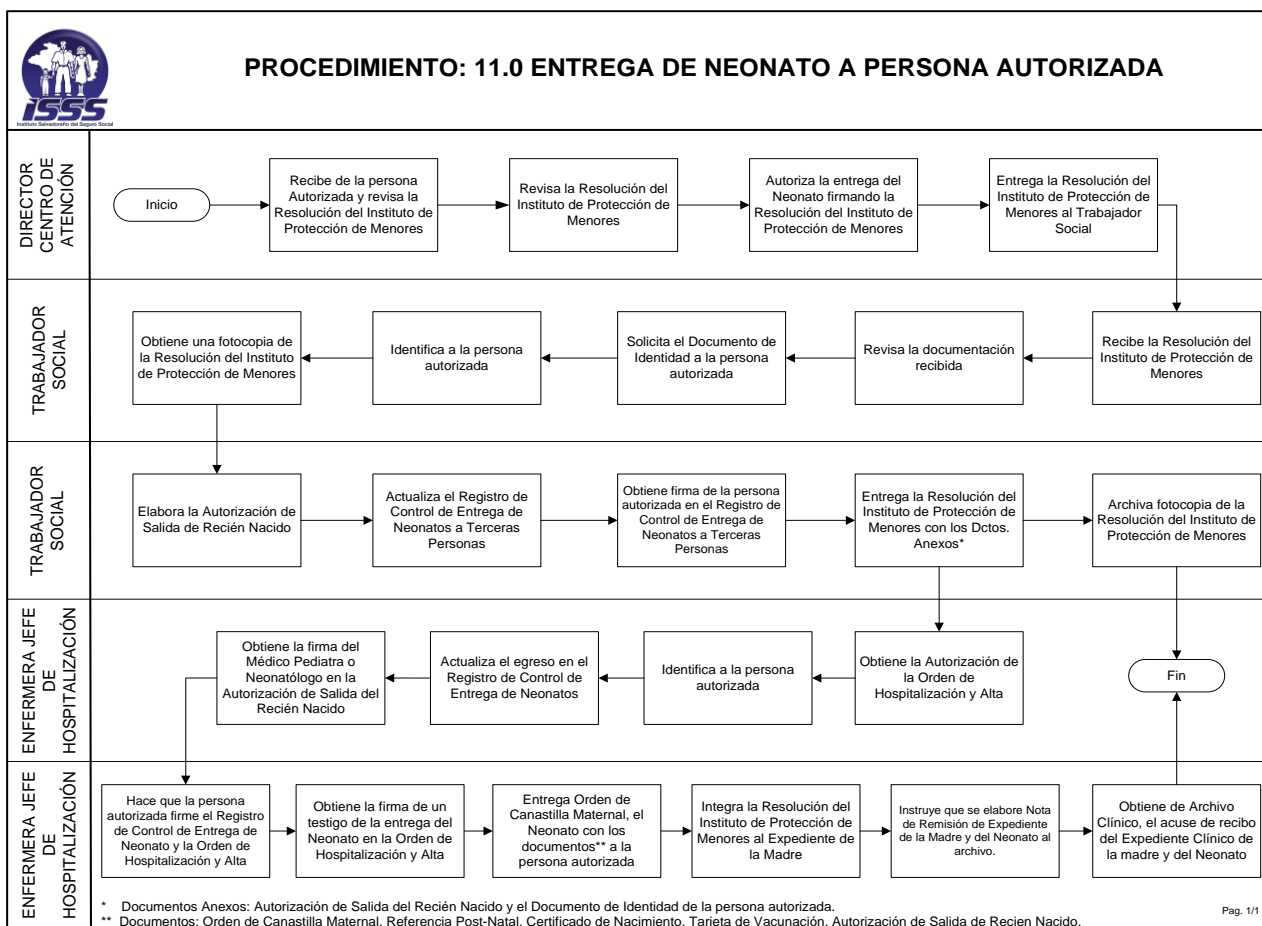 PROCEDIMIENTO: 11.0 ENTREGA DE NEONATO A PERSONA AUTORIZADA
isss
Instituto Salvadoreño del Seguro Social
DIRECTOR
CENTRO DE
ATENCIÓN
Inicio
Recibe de la persona
Autorizada y revisa la
Resolución del Instituto de
Protección de Menores
Revisa la Resolución del
Instituto de Protección de
Menores
Autoriza la entrega del
Neonato firmando la
Resolución del Instituto de
Protección de Menores
Entrega la Resolución del
Instituto de Protección de
Menores al Trabajador
Social
TRABAJADOR
SOCIAL
Obtiene una fotocopia de
la Resolución del Instituto
de Protección de Menores
Identifica a la persona
autorizada
Solicita el Documento de
Identidad a la persona
autorizada
Revisa la documentación
recibida
Recibe la Resolución del
Instituto de Protección de
Menores
TRABAJADOR
SOCIAL
Elabora la Autorización de
Salida de Recién Nacido
Actualiza el Registro de
Control de Entrega de
Neonatos a Terceras
Personas
Obtiene firma de la persona
autorizada en el Registro de
Control de Entrega de
Neonatos a Terceras
Personas
Entrega la Resolución del
Instituto de Protección de
Menores con los Dctos.
Anexos*
Archiva fotocopia de la
Resolución del Instituto de
Protección de Menores
ENFERMERA JEFE
DE
HOSPITALIZACIÓN
Obtiene la firma del
Médico Pediatra o
Neonatólogo en la
Autorización de Salida del
Recién Nacido
Actualiza el egreso en el
Registro de Control de
Entrega de Neonatos
Identifica a la persona
autorizada
Obtiene la Autorización de
la Orden de
Hospitalización y Alta
Fin
ENFERMERA JEFE
DE
HOSPITALIZACIÓN
Hace que la persona
autorizada firme el Registro
de Control de Entrega de
Neonato y la Orden de
Hospitalización y Alta
Obtiene la firma de un
testigo de la entrega del
Neonato en la Orden de
Hospitalización y Alta
Entrega Orden de
Canastilla Maternal, el
Neonato con los
documentos** a la
persona autorizada
Integra la Resolución del
Instituto de Protección de
Menores al Expediente de
la Madre
Instruye que se elabore Nota
de Remisión de Expediente
de la Madre y del Neonato al
archivo.
Obtiene de Archivo
Clínico, el acuse de recibo
del Expediente Clínico de
la madre y del Neonato
* Documentos Anexos: Autorización de Salida del Recién Nacido y el Documento de Identidad de la persona autorizada.
** Documentos: Orden de Canastilla Maternal, Referencia Post-Natal, Certificado de Nacimiento, Tarjeta de Vacunación, Autorización de Salida de Recien Nacido.
Pag. 1/1